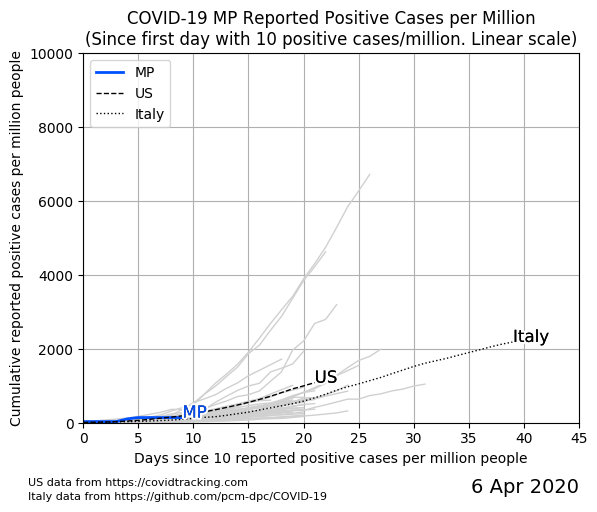 COVID-19 MP Reported Positive Cases per Million
(Since first day with 10 positive cases/million. Linear scale)
Cumulative reported positive cases per million people
10000
8000
6000
4000
2000
0
MP
US
Italy
MP
US
Italy
0 5 10 15 20 25 30 35 40 45
Days since 10 reported positive cases per million people
US data from https://covidtracking.com
Italy data from https://github.com/pcm-dpc/COVID-19
6 Apr 2020